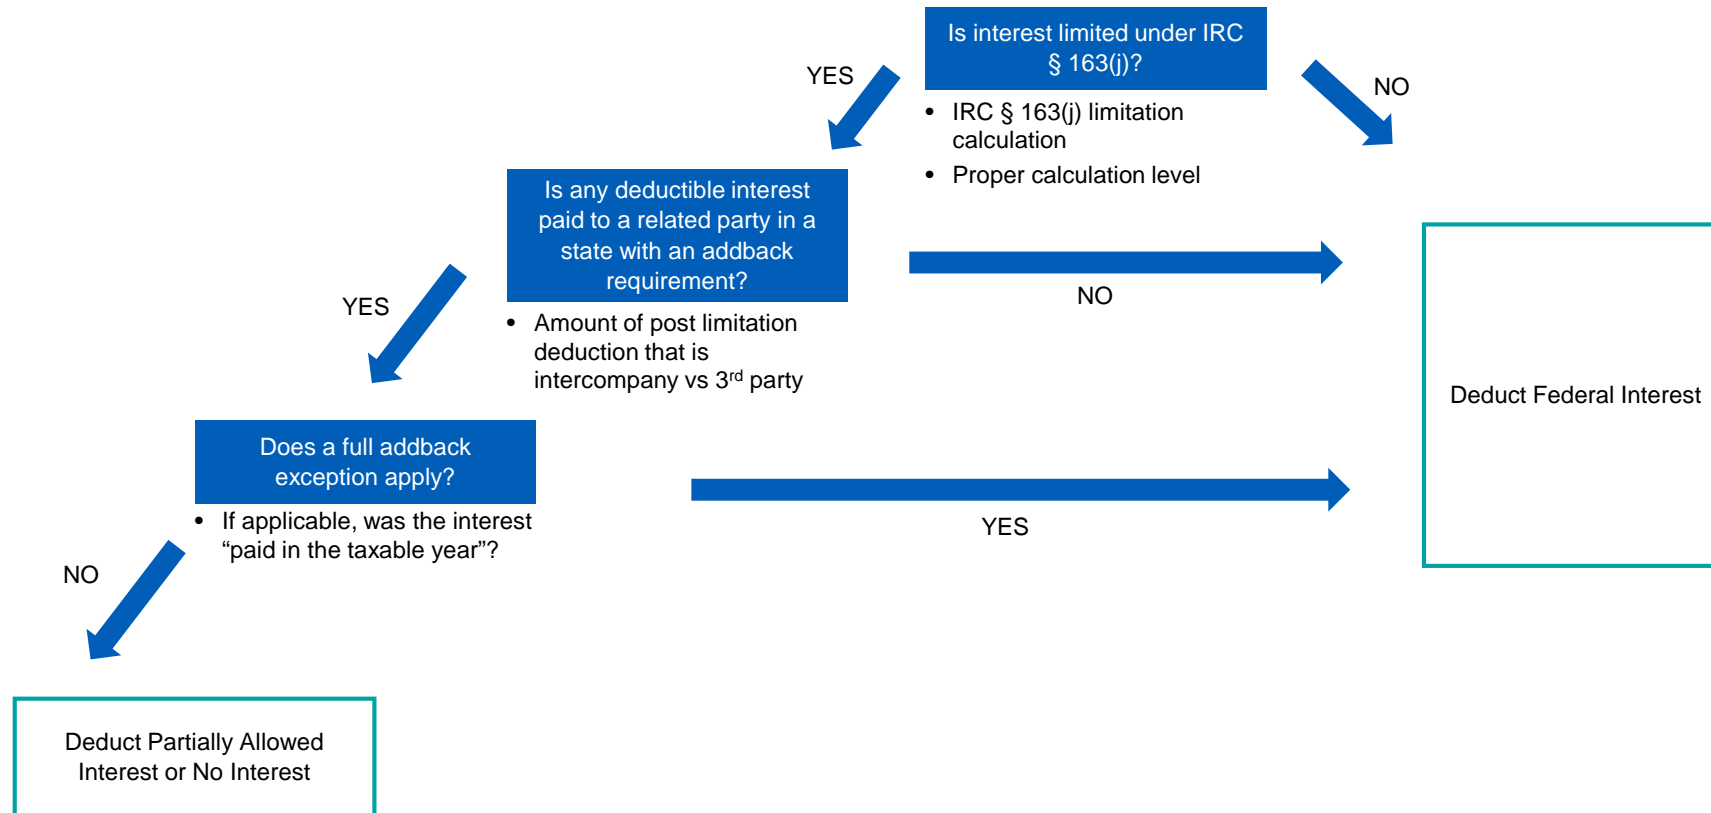 Is interest limited under IRC
§ 163(j)?
YES
NO
• IRC § 163(j) limitation
calculation
• Proper calculation level
Is any deductible interest
paid to a related party in a
state with an addback
requirement?
YES
NO
• Amount of post limitation
deduction that is
intercompany vs 3rd party
Deduct Federal Interest
Does a full addback
exception apply?
• If applicable, was the interest
“paid in the taxable year”?
YES
NO
Deduct Partially Allowed
Interest or No Interest